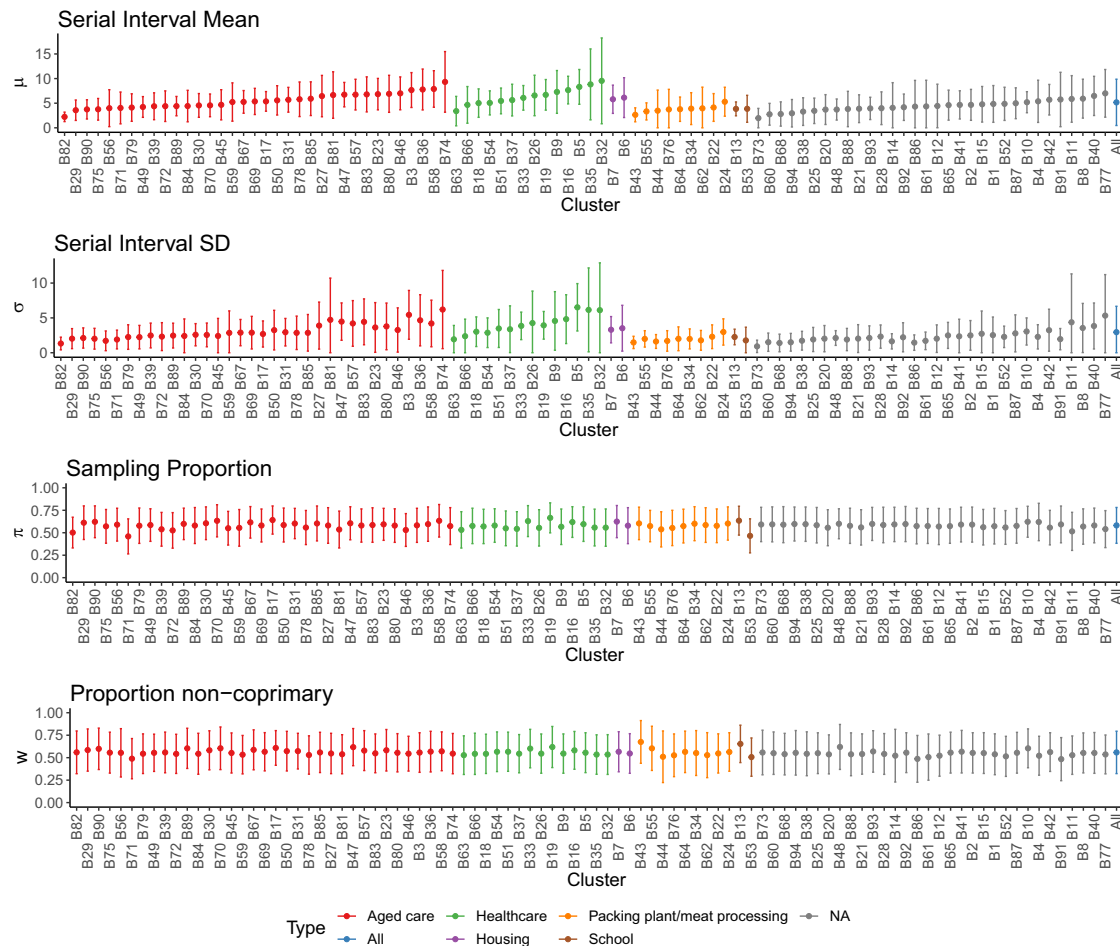 Serial Interval Mean
μ
15
10
5
0
B82 B90 B56 B79 B39 B89 B30 B45 B67 B17 B31 B85 B81 B57 B23 B46 B36 B74 B66 B54 B37 B26 B9 B5 B32 B6 B55 B76 B34 B22 B13 B73 B68 B38 B20 B88 B93 B14 B86 B12 B41 B15 B52 B10 B42 B11 B40 All
B29 B75 B71 B49 B72 B84 B70 B59 B69 B50 B78 B27 B47 B83 B80 B3 B58 B63 B18 B51 B33 B19 B16 B35 B7 B43 B44 B64 B62 B24 B53 B60 B94 B25 B48 B21 B28 B92 B61 B65 B2 B1 B87 B4 B91 B8 B77
Cluster
Serial Interval SD
σ
10
5
0
B82 B90 B56 B79 B39 B89 B30 B45 B67 B17 B31 B85 B81 B57 B23 B46 B36 B74 B66 B54 B37 B26 B9 B5 B32 B6 B55 B76 B34 B22 B13 B73 B68 B38 B20 B88 B93 B14 B86 B12 B41 B15 B52 B10 B42 B11 B40 All
B29 B75 B71 B49 B72 B84 B70 B59 B69 B50 B78 B27 B47 B83 B80 B3 B58 B63 B18 B51 B33 B19 B16 B35 B7 B43 B44 B64 B62 B24 B53 B60 B94 B25 B48 B21 B28 B92 B61 B65 B2 B1 B87 B4 B91 B8 B77
Cluster
Sampling Proportion
π
1.00
0.75
0.50
0.25
0.00
B82 B90 B56 B79 B39 B89 B30 B45 B67 B17 B31 B85 B81 B57 B23 B46 B36 B74 B66 B54 B37 B26 B9 B5 B32 B6 B55 B76 B34 B22 B13 B73 B68 B38 B20 B88 B93 B14 B86 B12 B41 B15 B52 B10 B42 B11 B40 All
B29 B75 B71 B49 B72 B84 B70 B59 B69 B50 B78 B27 B47 B83 B80 B3 B58 B63 B18 B51 B33 B19 B16 B35 B7 B43 B44 B64 B62 B24 B53 B60 B94 B25 B48 B21 B28 B92 B61 B65 B2 B1 B87 B4 B91 B8 B77
Cluster
Proportion non−coprimary
w
1.00
0.75
0.50
0.25
0.00
B82 B90 B56 B79 B39 B89 B30 B45 B67 B17 B31 B85 B81 B57 B23 B46 B36 B74 B66 B54 B37 B26 B9 B5 B32 B6 B55 B76 B34 B22 B13 B73 B68 B38 B20 B88 B93 B14 B86 B12 B41 B15 B52 B10 B42 B11 B40 All
B29 B75 B71 B49 B72 B84 B70 B59 B69 B50 B78 B27 B47 B83 B80 B3 B58 B63 B18 B51 B33 B19 B16 B35 B7 B43 B44 B64 B62 B24 B53 B60 B94 B25 B48 B21 B28 B92 B61 B65 B2 B1 B87 B4 B91 B8 B77
Cluster
Type
Aged care Healthcare Packing plant/meat processing NA
All Housing School